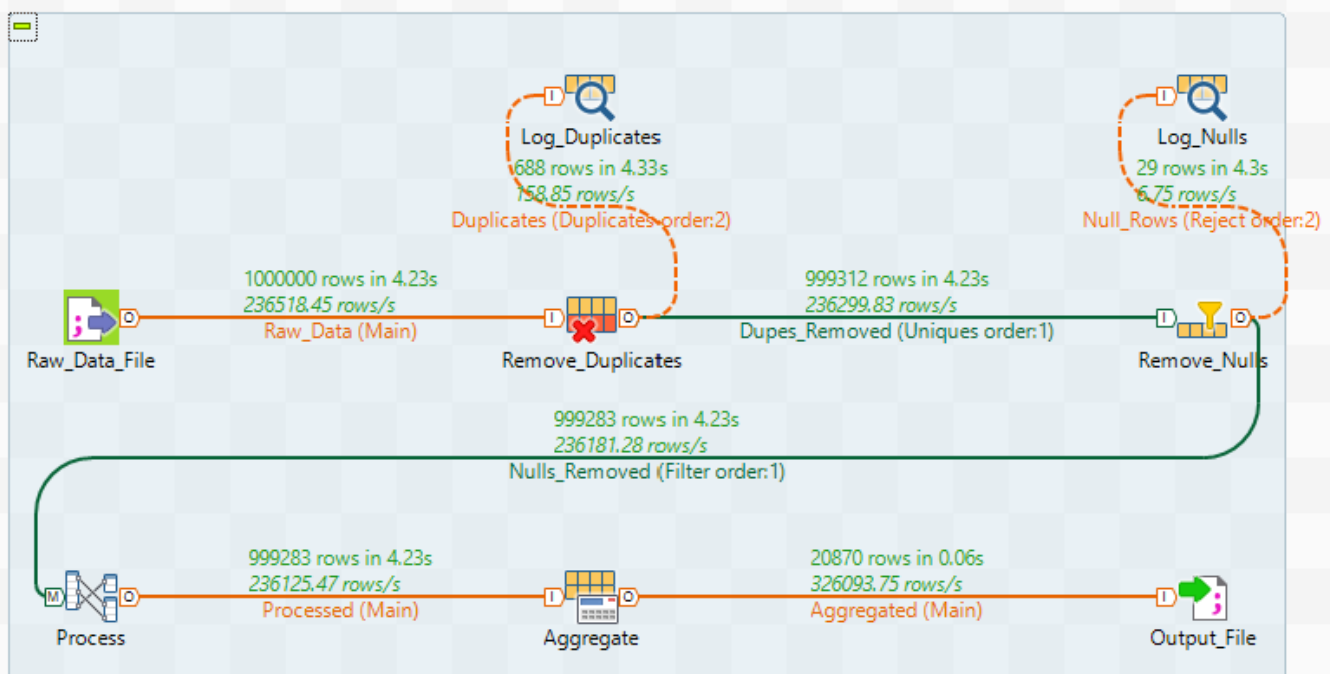 Log_Duplicates
688 rows in 4.33s
158.85 rows/s
Duplicates (Duplicates order:2)
Log_Nulls
29 rows in 4.3s
6.75 rows/s
Null_Rows (Reject order:2)
1000000 rows in 4.23s
236518.45 rows/s
Raw_Data (Main)
999312 rows in 4.23s
236299.83 rows/s
Dupes_Removed (Uniques order:1)
O
I
O
I
O
I
I
Raw_Data_File
Remove_Duplicates
Remove_Nulls
999283 rows in 4.23s
236181.28 rows/s
Nulls_Removed (Filter order:1)
999283 rows in 4.23s
236125.47 rows/s
Processed (Main)
20870 rows in 0.06s
326093.75 rows/s
Aggregated (Main)
M
O
I
O
I
Process
Aggregate
Output_File